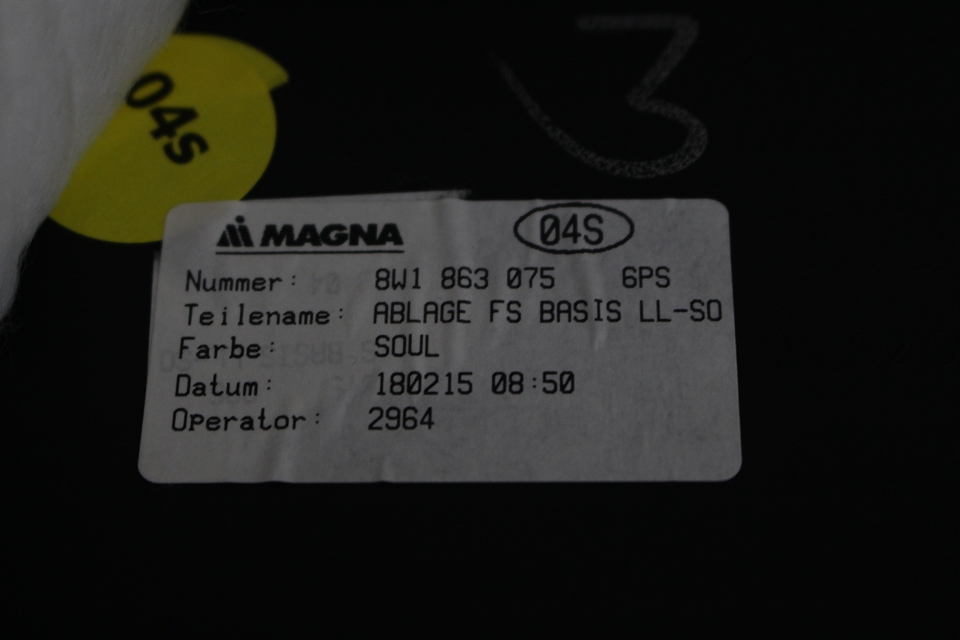 3
04s
MAGNA 04S
Nummer: 8W1 863 075 6PS
Teilename: ABLAGE FS BASIS LL-SO
Farbe: SOUL
Datum: 180215 08:50
Operator: 2964